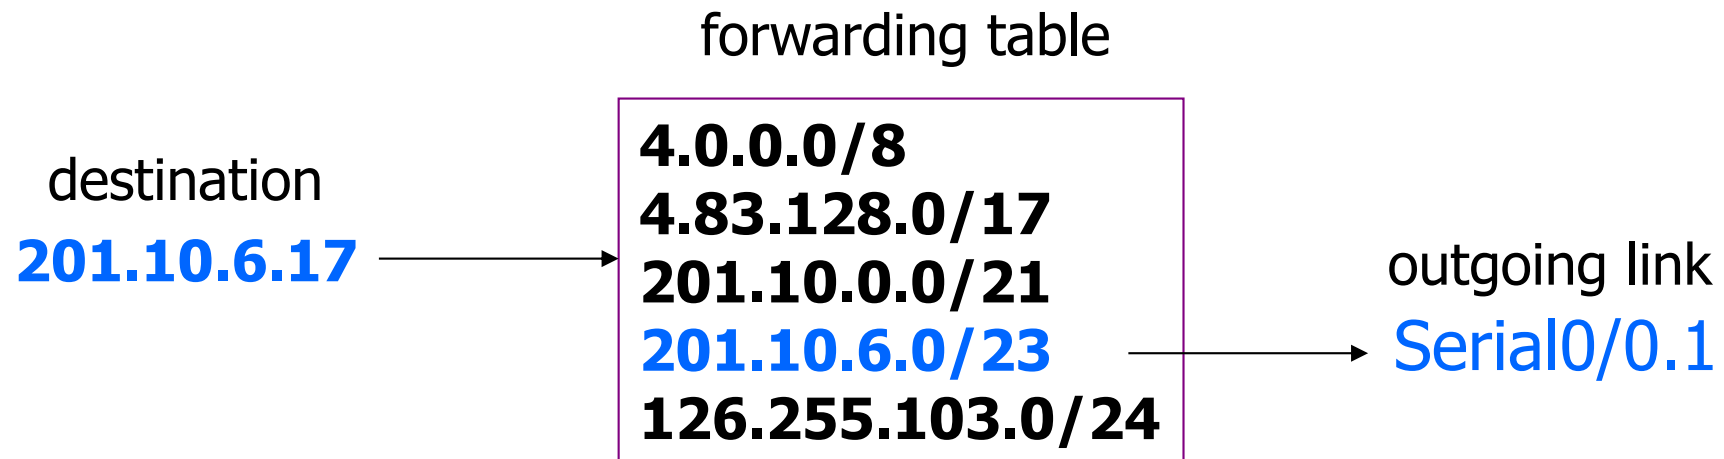 forwarding table
destination
201.10.6.17
4.0.0.0/8
4.83.128.0/17
201.10.0.0/21
201.10.6.0/23
126.255.103.0/24
outgoing link
Serial0/0.1